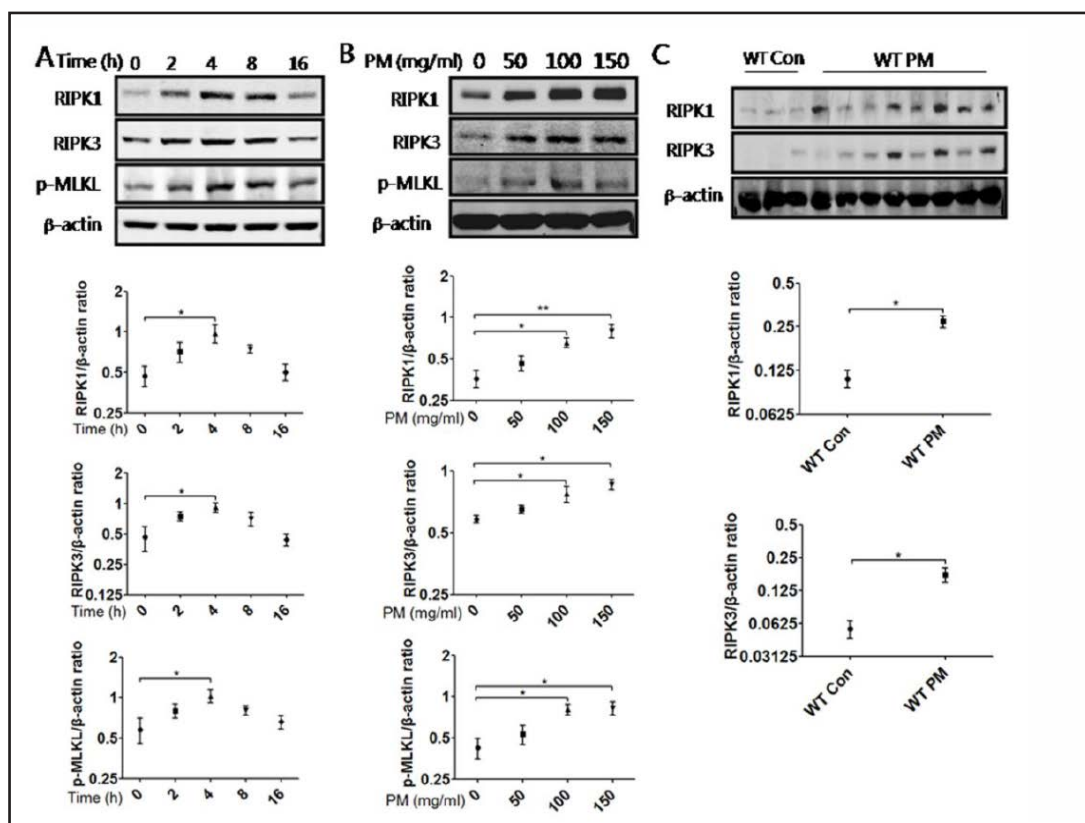 A Time (h) 0 2 4 8 16
RIPK1
RIPK3
p-MLKL
β-actin
RIPK1/β-actin ratio
2
1
0.5
0.25
Time (h) 0 2 4 8 16
*
RIPK3/β-actin ratio
2
1
0.5
0.25
0.125
Time (h) 0 2 4 8 16
*
p-MLKL/β-actin ratio
2
1
0.5
0.25
Time (h) 0 2 4 8 16
*
B PM (mg/ml) 0 50 100 150
RIPK1
RIPK3
p-MLKL
β-actin
RIPK1/β-actin ratio
2
1
0.5
0.25
PM (mg/ml) 0 50 100 150
**
*
RIPK3/β-actin ratio
1
0.5
0.25
PM (mg/ml) 0 50 100 150
*
*
p-MLKL/β-actin ratio
2
1
0.5
0.25
PM (mg/ml) 0 50 100 150
*
*
C WT Con WT PM
RIPK1
RIPK3
β-actin
RIPK1/β-actin ratio
0.5
0.25
0.125
0.0625
WT Con WT PM
*
RIPK3/β-actin ratio
0.5
0.25
0.125
0.0625
0.03125
WT Con WT PM
*